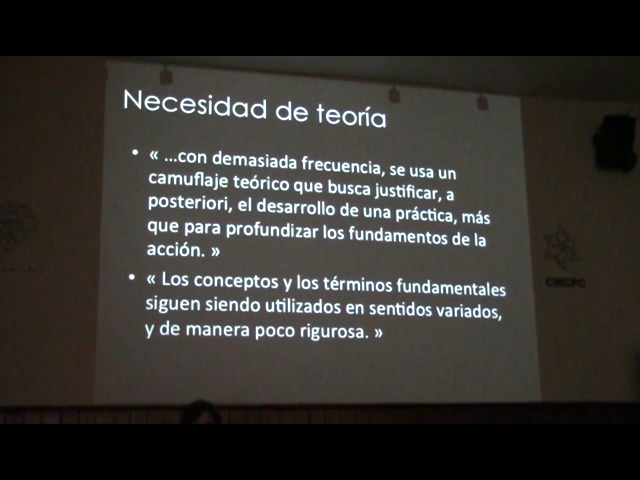 Necesidad de teoría
• « ...con demasiada frecuencia, se usa un
camuflaje teórico que busca justificar, a
posteriori, el desarrollo de una práctica, más
que para profundizar los fundamentos de la
acción. »
• « Los conceptos y los términos fundamentales
siguen siendo utilizados en sentidos variados,
y de manera poco rigurosa. »
CNCPC